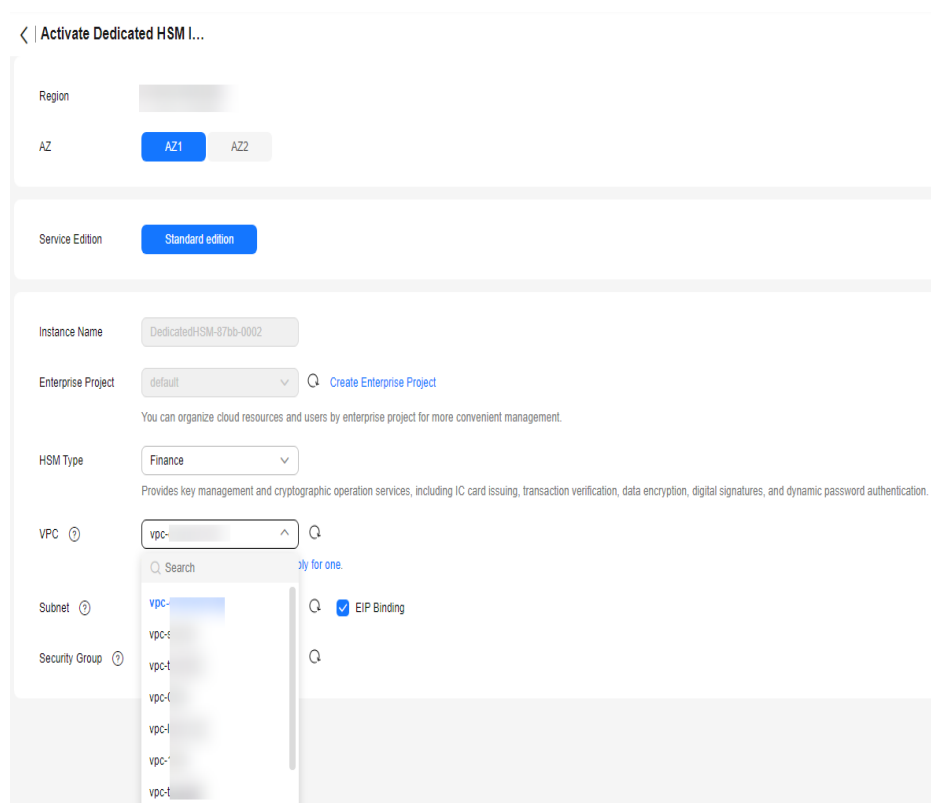 Activate Dedicated HSM I...
Region
AZ AZ1 AZ2
Service Edition Standard edition
Instance Name DedicatedHSM-87bb-0002
Enterprise Project default Create Enterprise Project
You can organize cloud resources and users by enterprise project for more convenient management.
HSM Type Finance
Provides key management and cryptographic operation services, including IC card issuing, transaction verification, data encryption, digital signatures, and dynamic password authentication.
VPC vpc-
Search for one.
vpc-
Subnet EIP Binding
vpc-s
Security Group
vpc-t
vpc-0
vpc-l
vpc-1
vpc-t